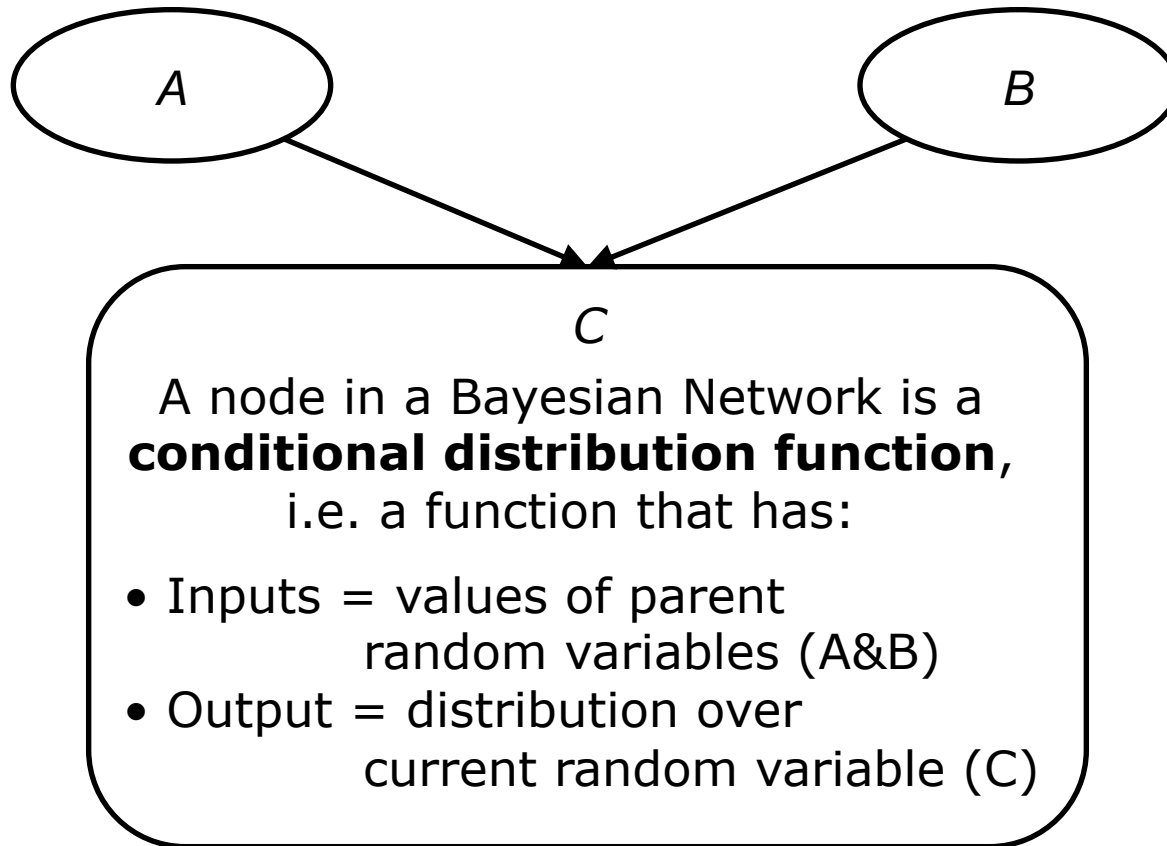 A
B
C
A node in a Bayesian Network is a
conditional distribution function,
i.e. a function that has:
• Inputs = values of parent
random variables (A&B)
• Output = distribution over
current random variable (C)